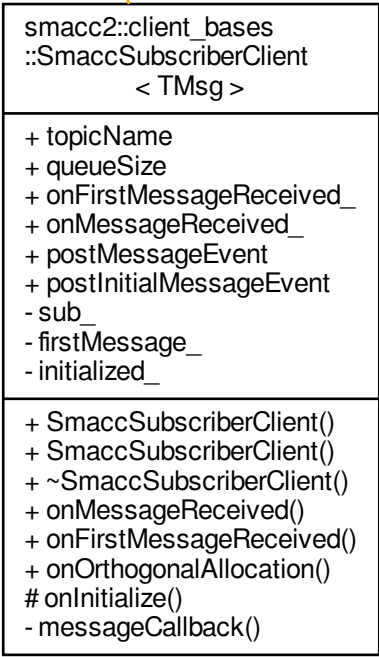 smacc2::client_bases
::SmaccSubscriberClient
< TMsg >
+ topicName
+ queueSize
+ onFirstMessageReceived_
+ onMessageReceived_
+ postMessageEvent
+ postInitialMessageEvent
- sub_
- firstMessage_
- initialized_
+ SmaccSubscriberClient()
+ SmaccSubscriberClient()
+ ~SmaccSubscriberClient()
+ onMessageReceived()
+ onFirstMessageReceived()
+ onOrthogonalAllocation()
# onInitialize()
- messageCallback()